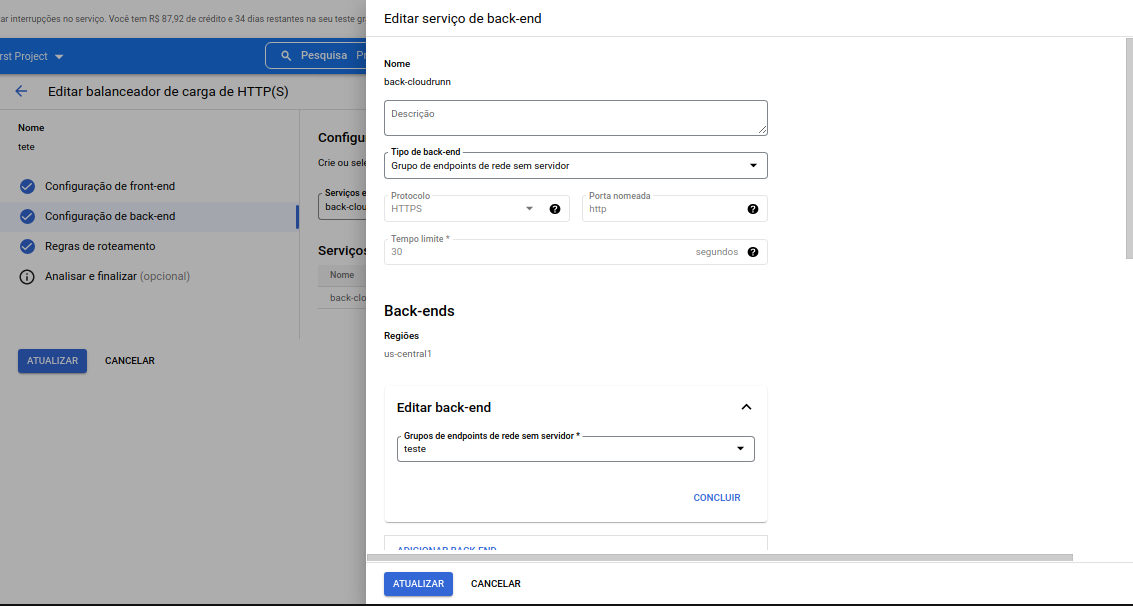 ar interrupções no serviço. Você tem R$ 87,92 de crédito e 34 dias restantes na seu teste gr
rst Project
Pesquisa
Editar balanceador de carga de HTTP(S)
Nome
tete
Configuração de front-end
Configuração de back-end
Regras de roteamento
Analisar e finalizar (opcional)
ATUALIZAR
CANCELAR
Configu
Crie ou sele
Serviços e
back-clou
Serviços
Nome
back-clo
Editar serviço de back-end
Nome
back-cloudrunn
Descrição
Tipo de back-end
Grupo de endpoints de rede sem servidor
Protocolo
HTTPS
Porta nomeada
http
Tempo limite *
30
segundos
Back-ends
Regiões
us-central1
Editar back-end
Grupos de endpoints de rede sem servidor *
teste
CONCLUIR
ADICIONAR BACK-END
ATUALIZAR
CANCELAR